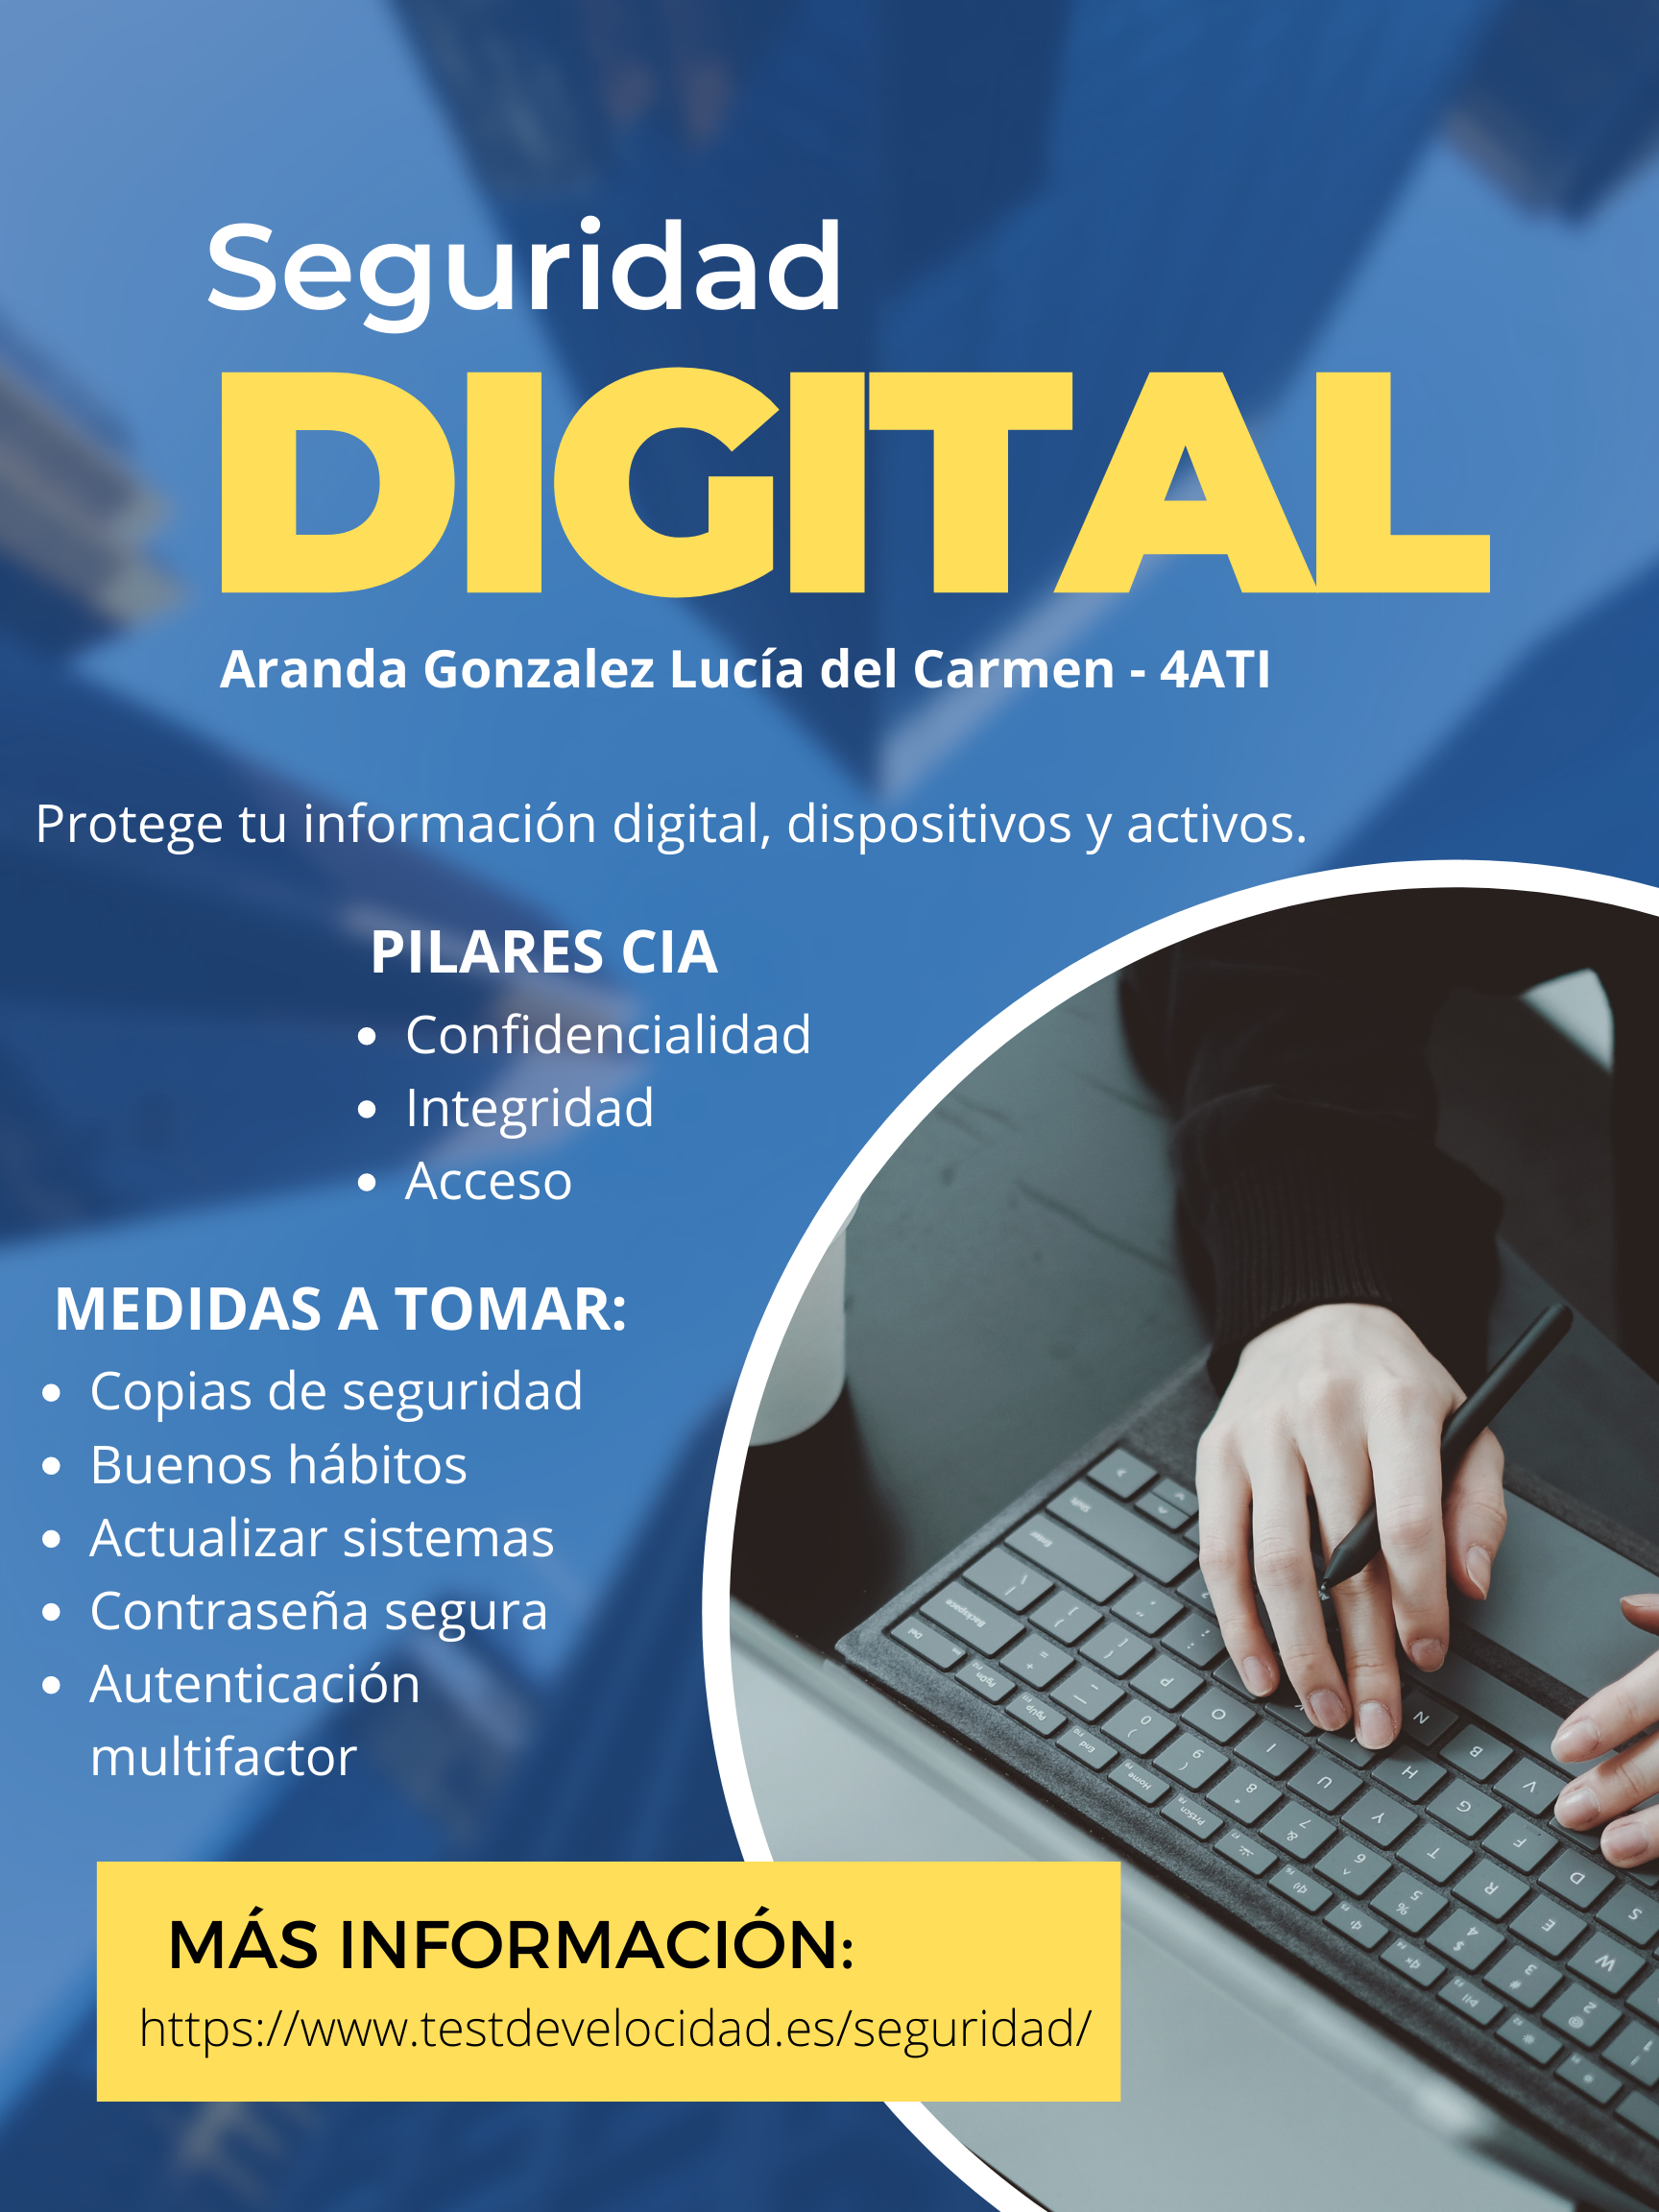 Seguridad
DIGITAL
Aranda Gonzalez Lucía del Carmen - 4ATI
Protege tu información digital, dispositivos y activos.
PILARES CIA
• Confidencialidad
• Integridad
• Acceso
MEDIDAS A TOMAR:
• Copias de seguridad
• Buenos hábitos
• Actualizar sistemas
• Contraseña segura
• Autenticación
multifactor
MÁS INFORMACIÓN:
https://www.testdevelocidad.es/seguridad/